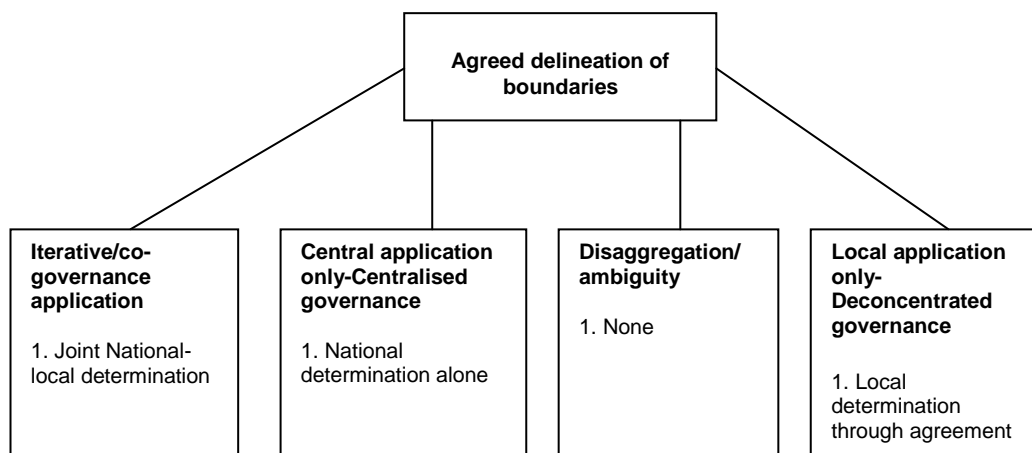 Agreed delineation of
boundaries
Iterative/co-
governance
application
1. Joint National-
local determination
Central application
only-Centralised
governance
1. National
determination alone
Disaggregation/
ambiguity
1. None
Local application
only-
Deconcentrated
governance
1. Local
determination
through agreement